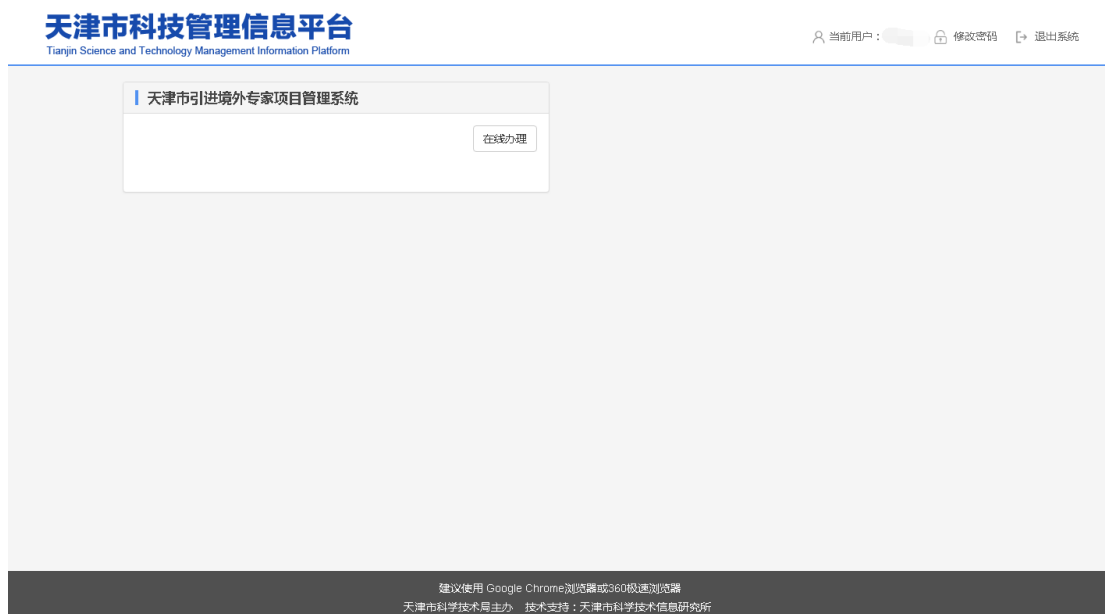 天津市科技管理信息平台
Tianjin Science and Technology Management Information Platform
当前用户： 修改密码 退出系统
天津市引进境外专家项目管理系统
在线办理
建议使用 Google Chrome浏览器或360极速浏览器
天津市科学技术局主办 技术支持：天津市科学技术信息研究所